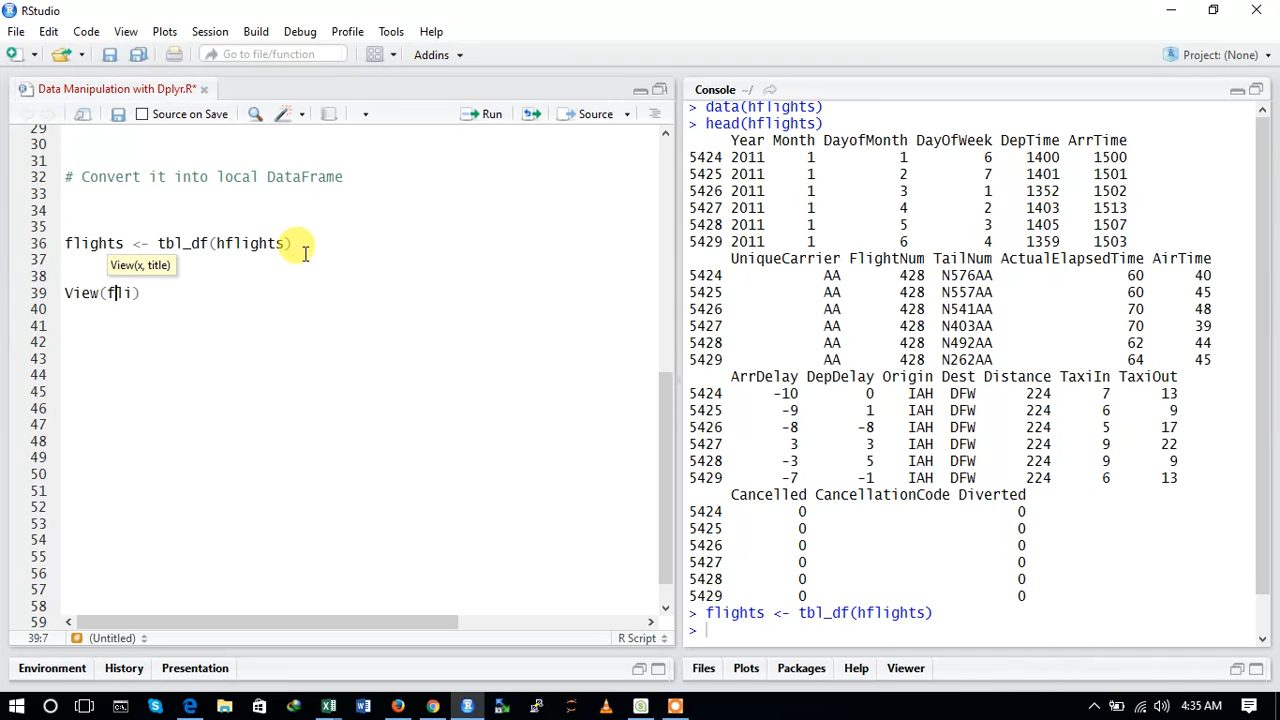 RStudio
File Edit Code View Plots Session Build Debug Profile Tools Help
Go to file/function Addins Project: (None)
Data Manipulation with Dplyr.R*
Source on Save Run Source
29
30
31
32 # Convert it into local DataFrame
33
34
35
36 flights <- tbl_df(hflights)
37 View(x, title)
38
39 View(fli)
40
41
42
43
44
45
46
47
48
49
50
51
52
53
54
55
56
57
58
59
39:7 (Untitled) R Script
Environment History Presentation
Console ~/
> data(hflights)
> head(hflights)
Year Month DayofMonth DayOfWeek DepTime ArrTime
5424 2011 1 1 6 1400 1500
5425 2011 1 2 7 1401 1501
5426 2011 1 3 1 1352 1502
5427 2011 1 4 2 1403 1513
5428 2011 1 5 3 1405 1507
5429 2011 1 6 4 1359 1503
UniqueCarrier FlightNum TailNum ActualElapsedTime AirTime
5424 AA 428 N576AA 60 40
5425 AA 428 N557AA 60 45
5426 AA 428 N541AA 70 48
5427 AA 428 N403AA 70 39
5428 AA 428 N492AA 62 44
5429 AA 428 N262AA 64 45
ArrDelay DepDelay Origin Dest Distance TaxiIn TaxiOut
5424 -10 0 IAH DFW 224 7 13
5425 -9 1 IAH DFW 224 6 9
5426 -8 -8 IAH DFW 224 5 17
5427 3 3 IAH DFW 224 9 22
5428 -3 5 IAH DFW 224 9 9
5429 -7 -1 IAH DFW 224 6 13
Cancelled CancellationCode Diverted
5424 0 0
5425 0 0
5426 0 0
5427 0 0
5428 0 0
5429 0 0
> flights <- tbl_df(hflights)
>
Files Plots Packages Help Viewer
4:35 AM